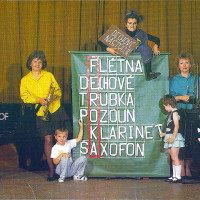 FLÉTNA
DECHOVÉ
TRUBKA
POZOUN
KLARINET
SAXOFON